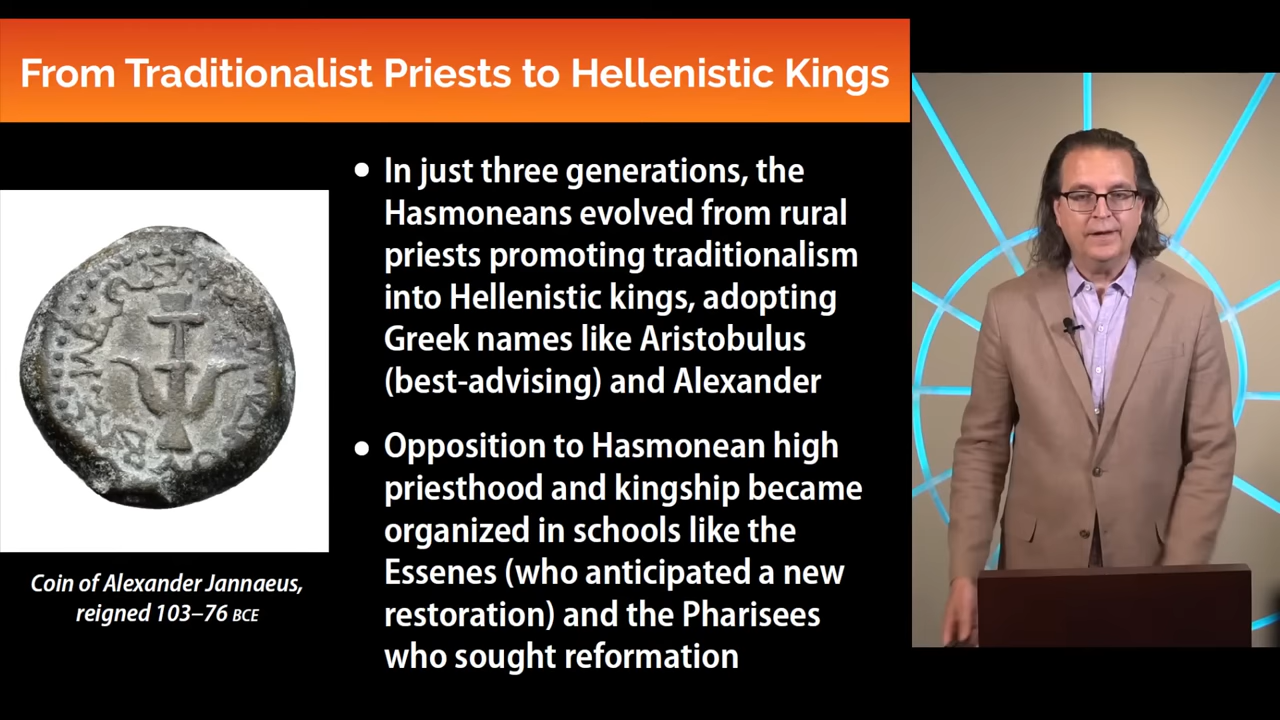 From Traditionalist Priests to Hellenistic Kings
• In just three generations, the
Hasmoneans evolved from rural
priests promoting traditionalism
into Hellenistic kings, adopting
Greek names like Aristobulus
(best-advising) and Alexander
• Opposition to Hasmonean high
priesthood and kingship became
organized in schools like the
Essenes (who anticipated a new
restoration) and the Pharisees
who sought reformation
Coin of Alexander Jannaeus,
reigned 103–76 BCE